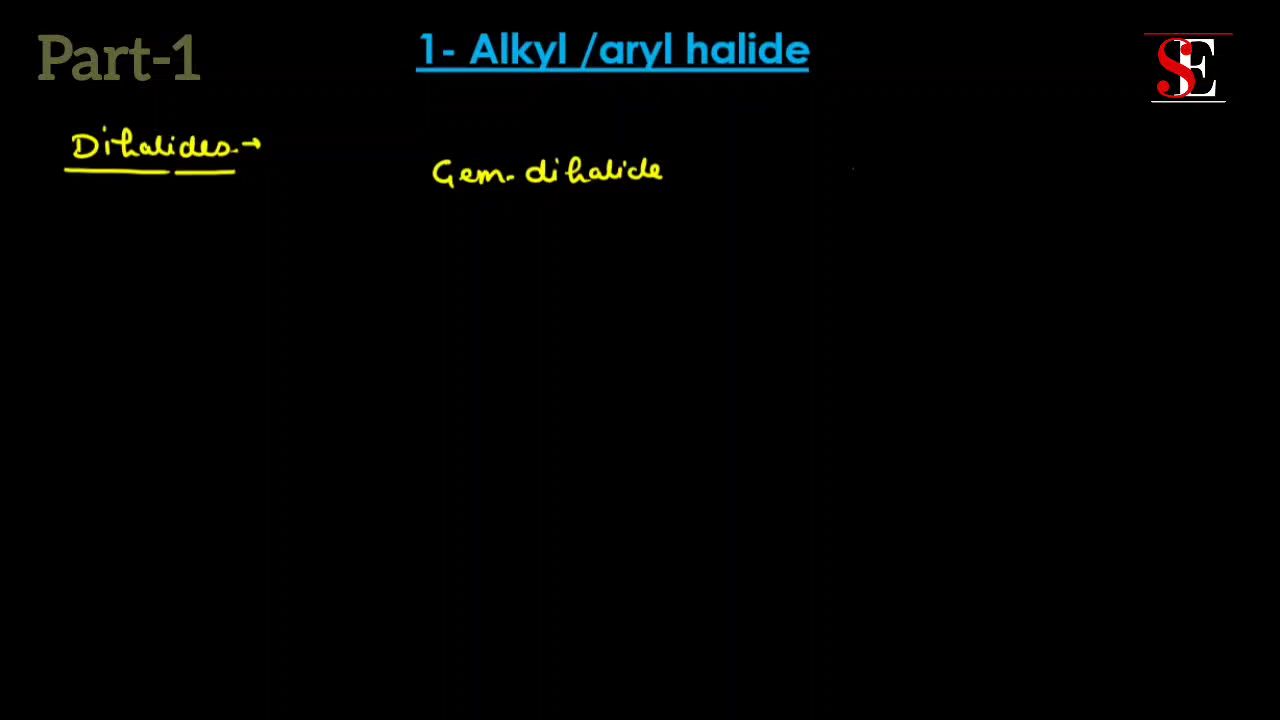 Part-1
1- Alkyl /aryl halide
SE
Dihalides →
Gem-dihalide